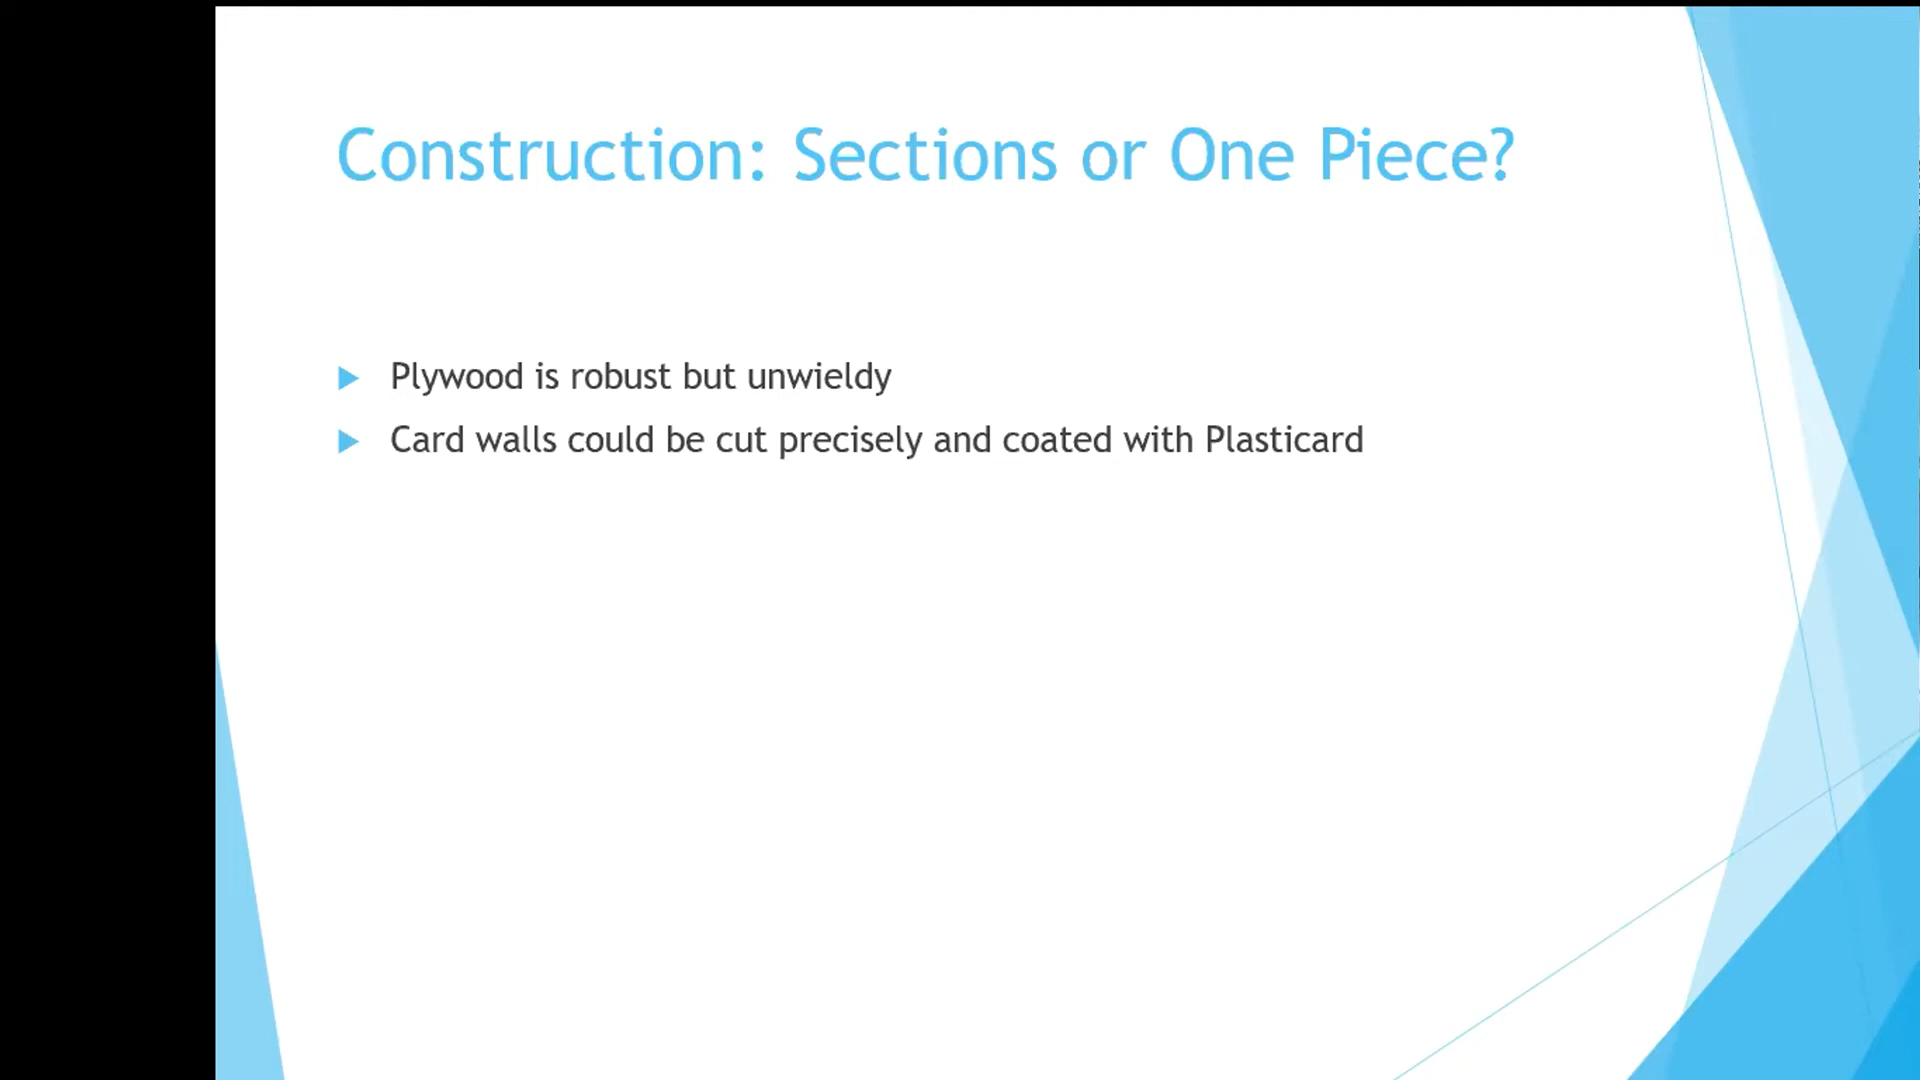 Construction: Sections or One Piece?
Plywood is robust but unwieldy
Card walls could be cut precisely and coated with Plasticard